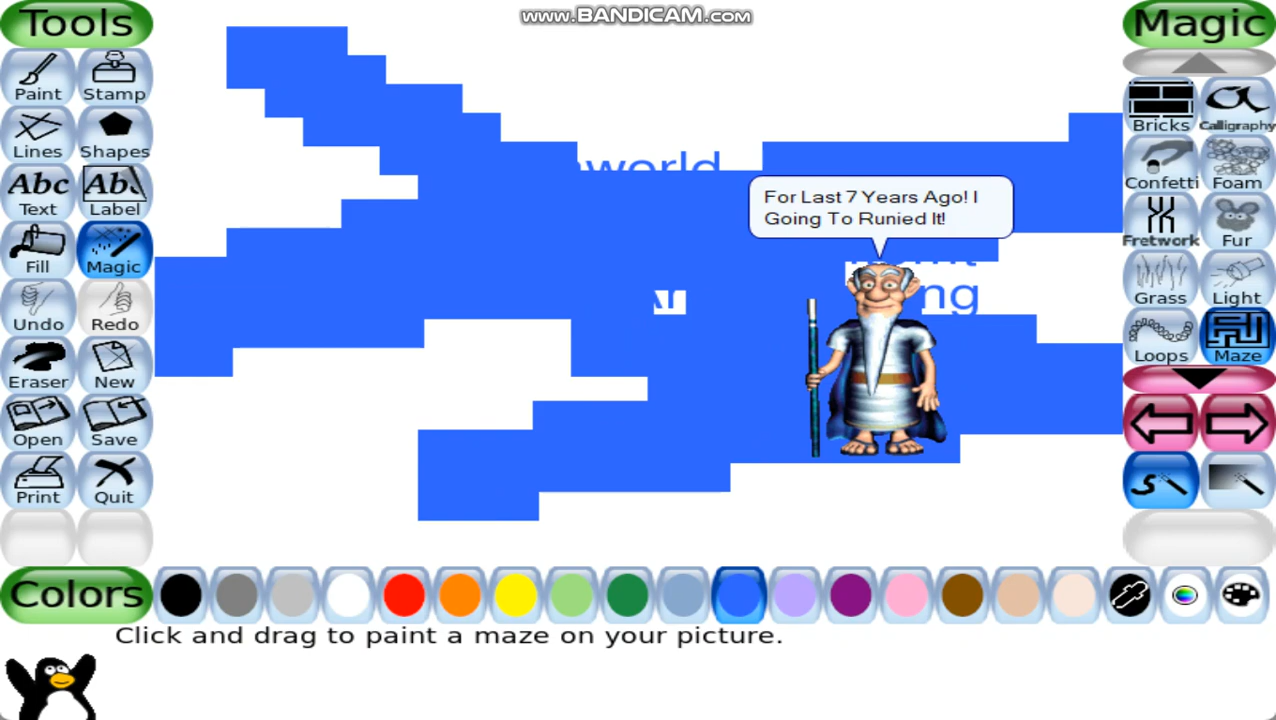 www.BANDICAM.com
Tools
Magic
Paint
Stamp
Lines
Shapes
Abc
Text
Abc
Label
Fill
Magic
Undo
Redo
Eraser
New
Open
Save
Print
Quit
world
For Last 7 Years Ago! I
Going To Runied It!
ng
Bricks
Calligraphy
Confetti
Foam
Fretwork
Fur
Grass
Light
Loops
Maze
Colors
Click and drag to paint a maze on your picture.